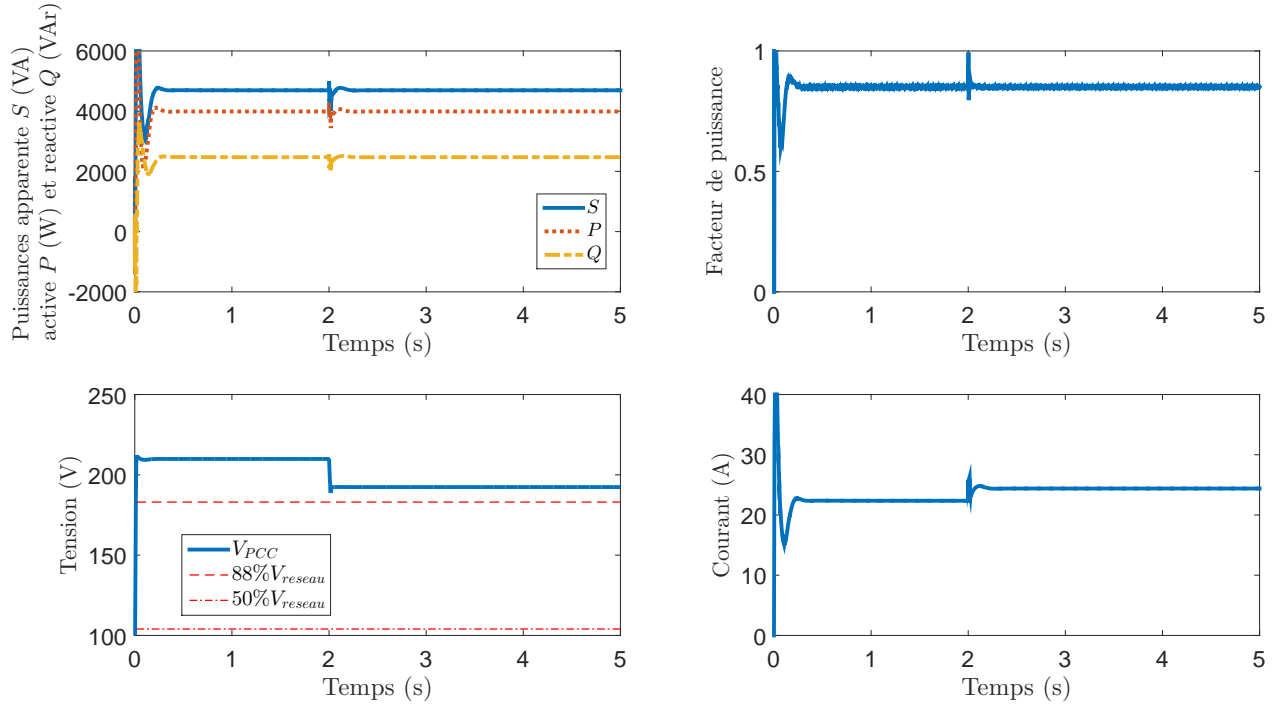 Puissances apparente S (VA)
active P (W) et reactive Q (VAr)
6000
4000
2000
0
-2000
S
P
Q
0 1 2 3 4 5
Temps (s)
Facteur de puissance
1
0.5
0
0 1 2 3 4 5
Temps (s)
Tension (V)
250
200
150
100
V_PCC
88%V_reseau
50%V_reseau
0 1 2 3 4 5
Temps (s)
Courant (A)
40
30
20
10
0
0 1 2 3 4 5
Temps (s)